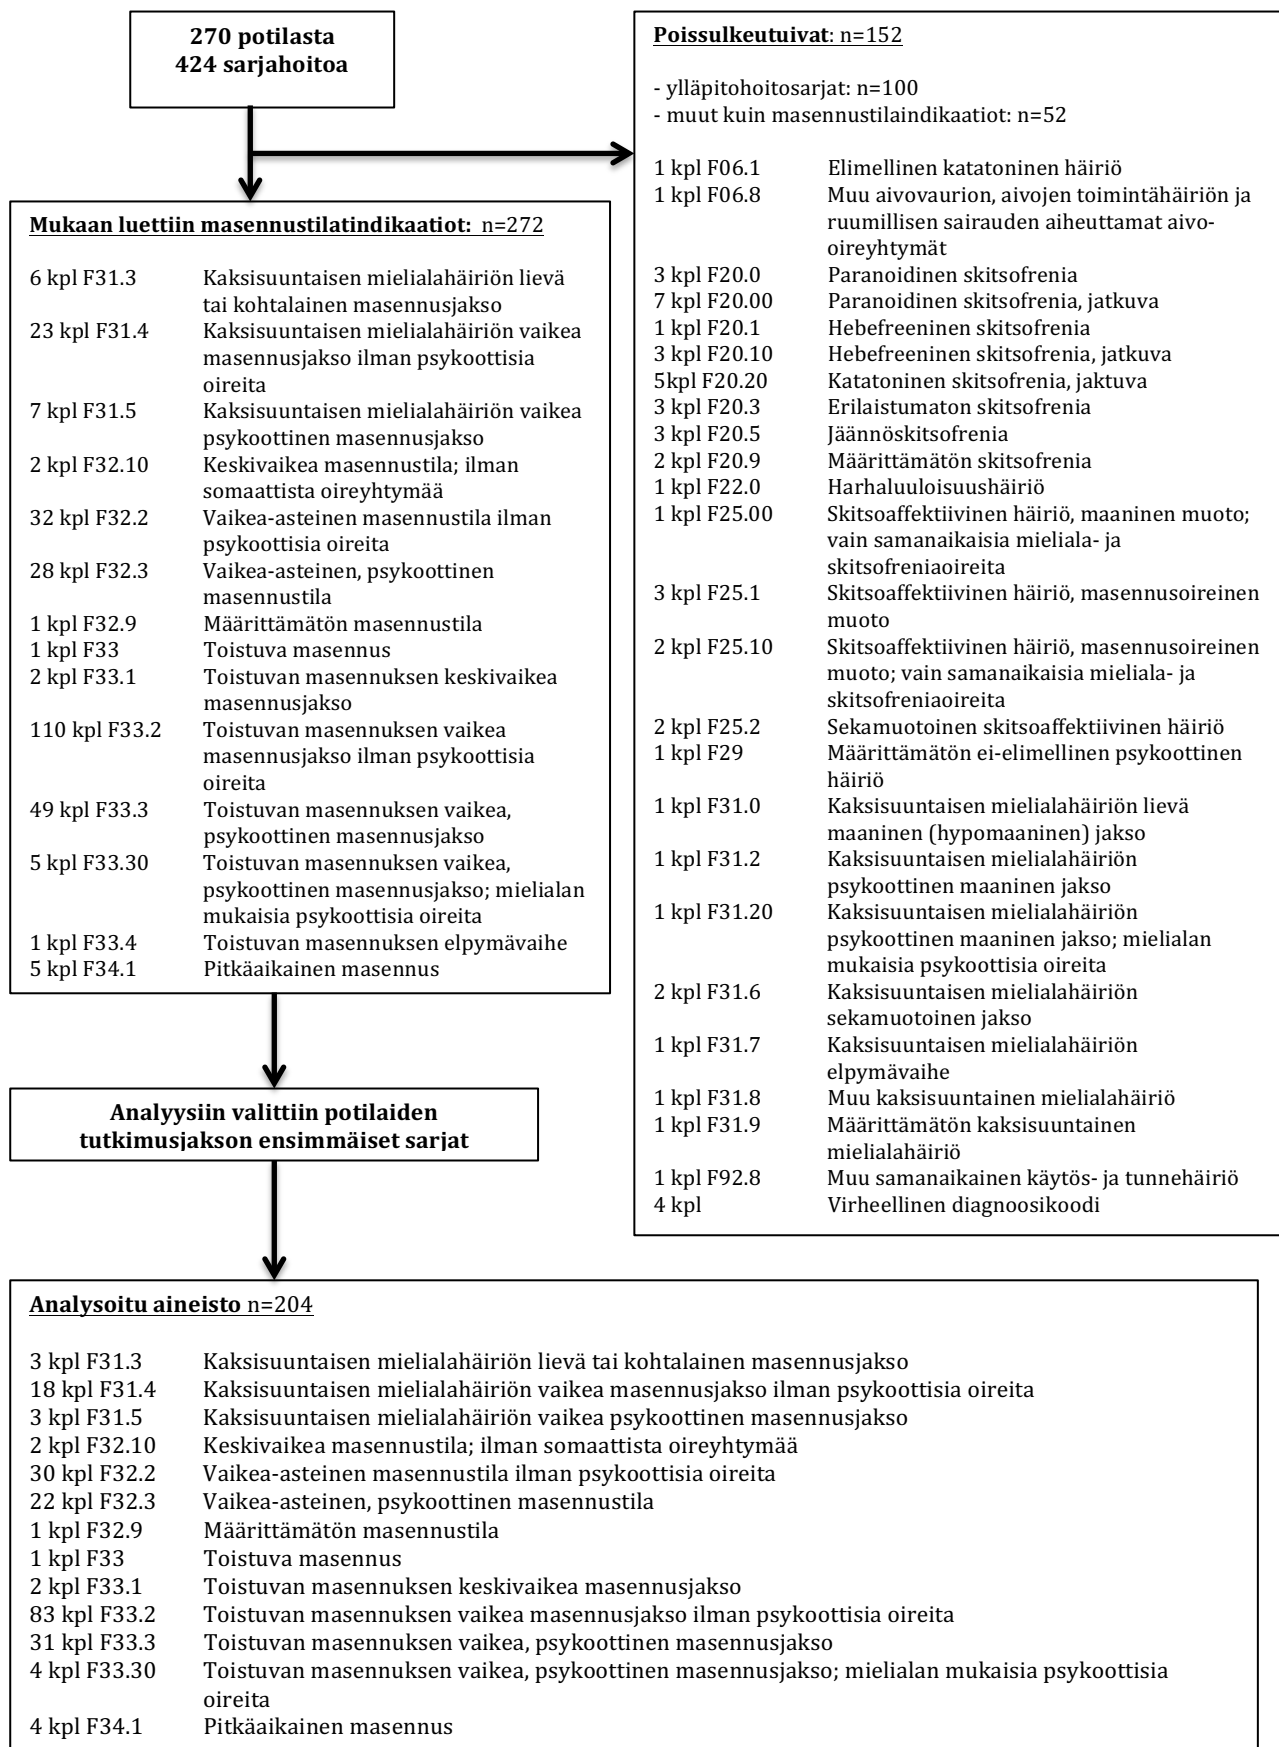 270 potilasta
424 sarjahoitoa
Poissulkeutuivat: n=152
- ylläpitohoitosarjat: n=100
- muut kuin masennustilaindikaatiot: n=52
1 kpl F06.1 Elimellinen katatoninen häiriö
1 kpl F06.8 Muu aivovaurion, aivojen toimintähäiriön ja
ruumillisen sairauden aiheuttamat aivo-
oireyhtymät
3 kpl F20.0 Paranoidinen skitsofrenia
7 kpl F20.00 Paranoidinen skitsofrenia, jatkuva
1 kpl F20.1 Hebefreeninen skitsofrenia
3 kpl F20.10 Hebefreeninen skitsofrenia, jatkuva
5kpl F20.20 Katatoninen skitsofrenia, jaktuva
3 kpl F20.3 Erilaistumaton skitsofrenia
3 kpl F20.5 Jäännöskitsofrenia
2 kpl F20.9 Määrittämätön skitsofrenia
1 kpl F22.0 Harhaluuloisuushäiriö
1 kpl F25.00 Skitsoaffektiivinen häiriö, maaninen muoto;
vain samanaikaisia mieliala- ja
skitsofreniaoireita
3 kpl F25.1 Skitsoaffektiivinen häiriö, masennusoireinen
muoto
2 kpl F25.10 Skitsoaffektiivinen häiriö, masennusoireinen
muoto; vain samanaikaisia mieliala- ja
skitsofreniaoireita
2 kpl F25.2 Sekamuotoinen skitsoaffektiivinen häiriö
1 kpl F29 Määrittämätön ei-elimellinen psykoottinen
häiriö
1 kpl F31.0 Kaksisuuntaisen mielialahäiriön lievä
maaninen (hypomaaninen) jakso
1 kpl F31.2 Kaksisuuntaisen mielialahäiriön
psykoottinen maaninen jakso
1 kpl F31.20 Kaksisuuntaisen mielialahäiriön
psykoottinen maaninen jakso; mielialan
mukaisia psykoottisia oireita
2 kpl F31.6 Kaksisuuntaisen mielialahäiriön
sekamuotoinen jakso
1 kpl F31.7 Kaksisuuntaisen mielialahäiriön
elpymävaihe
1 kpl F31.8 Muu kaksisuuntainen mielialahäiriö
1 kpl F31.9 Määrittämätön kaksisuuntainen
mielialahäiriö
1 kpl F92.8 Muu samanaikainen käytös- ja tunnehäiriö
4 kpl Virheellinen diagnoosikoodi
Mukaan luettiin masennustilatindikaatiot: n=272
6 kpl F31.3 Kaksisuuntaisen mielialahäiriön lievä
tai kohtalainen masennusjakso
23 kpl F31.4 Kaksisuuntaisen mielialahäiriön vaikea
masennusjakso ilman psykoottisia
oireita
7 kpl F31.5 Kaksisuuntaisen mielialahäiriön vaikea
psykoottinen masennusjakso
2 kpl F32.10 Keskivaikea masennustila; ilman
somaattista oireyhtymää
32 kpl F32.2 Vaikea-asteinen masennustila ilman
psykoottisia oireita
28 kpl F32.3 Vaikea-asteinen, psykoottinen
masennustila
1 kpl F32.9 Määrittämätön masennustila
1 kpl F33 Toistuva masennus
2 kpl F33.1 Toistuvan masennuksen keskivaikea
masennusjakso
110 kpl F33.2 Toistuvan masennuksen vaikea
masennusjakso ilman psykoottisia
oireita
49 kpl F33.3 Toistuvan masennuksen vaikea,
psykoottinen masennusjakso
5 kpl F33.30 Toistuvan masennuksen vaikea,
psykoottinen masennusjakso; mielialan
mukaisia psykoottisia oireita
1 kpl F33.4 Toistuvan masennuksen elpymävaihe
5 kpl F34.1 Pitkäaikainen masennus
Analyysiin valittiin potilaiden
tutkimusjakson ensimmäiset sarjat
Analysoitu aineisto n=204
3 kpl F31.3 Kaksisuuntaisen mielialahäiriön lievä tai kohtalainen masennusjakso
18 kpl F31.4 Kaksisuuntaisen mielialahäiriön vaikea masennusjakso ilman psykoottisia oireita
3 kpl F31.5 Kaksisuuntaisen mielialahäiriön vaikea psykoottinen masennusjakso
2 kpl F32.10 Keskivaikea masennustila; ilman somaattista oireyhtymää
30 kpl F32.2 Vaikea-asteinen masennustila ilman psykoottisia oireita
22 kpl F32.3 Vaikea-asteinen, psykoottinen masennustila
1 kpl F32.9 Määrittämätön masennustila
1 kpl F33 Toistuva masennus
2 kpl F33.1 Toistuvan masennuksen keskivaikea masennusjakso
83 kpl F33.2 Toistuvan masennuksen vaikea masennusjakso ilman psykoottisia oireita
31 kpl F33.3 Toistuvan masennuksen vaikea, psykoottinen masennusjakso
4 kpl F33.30 Toistuvan masennuksen vaikea, psykoottinen masennusjakso; mielialan mukaisia psykoottisia
oireita
4 kpl F34.1 Pitkäaikainen masennus